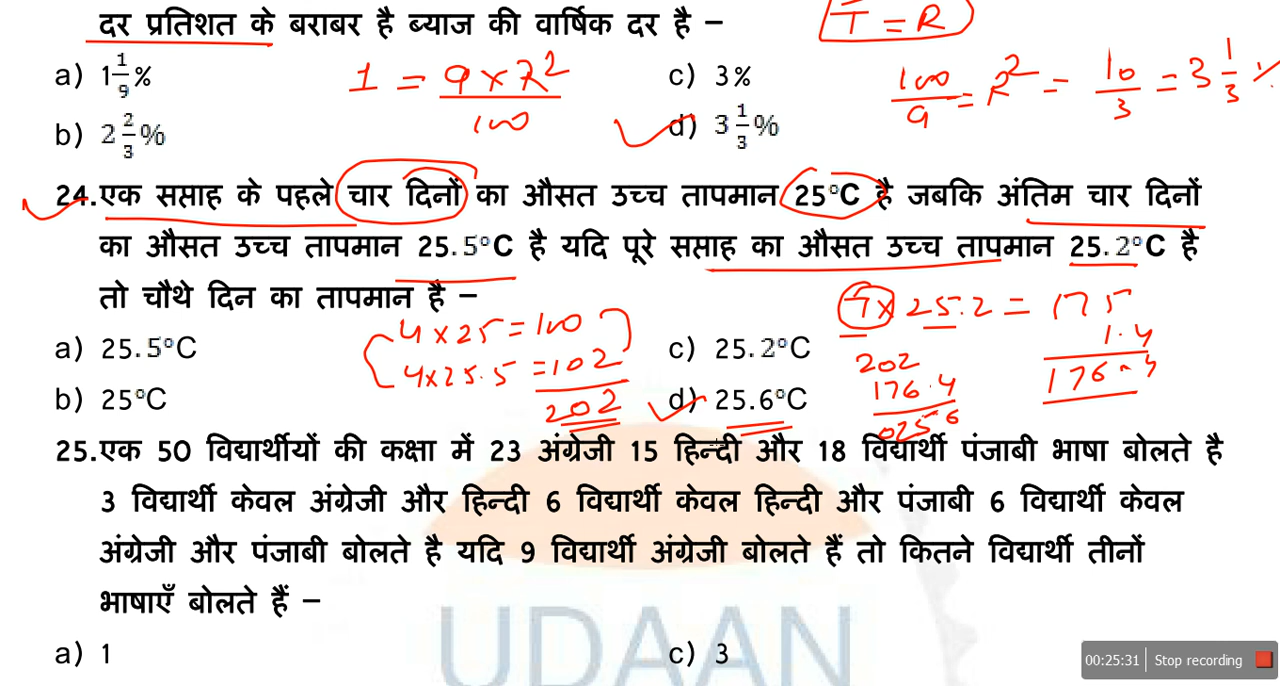 दर प्रतिशत के बराबर है ब्याज की वार्षिक दर है –
T = R
a) 1 1/9 %
1 = 9 × R² / 100
c) 3%
100/9 = R² = 10/3 = 3 1/3 %
b) 2 2/3 %
d) 3 1/3 %
24. एक सप्ताह के पहले चार दिनों का औसत उच्च तापमान 25°C है जबकि अंतिम चार दिनों
का औसत उच्च तापमान 25.5°C है यदि पूरे सप्ताह का औसत उच्च तापमान 25.2°C है
तो चौथे दिन का तापमान है –
7 × 25.2 = 175
1.4
176.4
4 × 25 = 100
4 × 25.5 = 102
202
a) 25.5°C
c) 25.2°C
202
176.4
025 6
b) 25°C
d) 25.6°C
25. एक 50 विद्यार्थीयों की कक्षा में 23 अंग्रेजी 15 हिन्दी और 18 विद्यार्थी पंजाबी भाषा बोलते है
3 विद्यार्थी केवल अंग्रेजी और हिन्दी 6 विद्यार्थी केवल हिन्दी और पंजाबी 6 विद्यार्थी केवल
अंग्रेजी और पंजाबी बोलते है यदि 9 विद्यार्थी अंग्रेजी बोलते हैं तो कितने विद्यार्थी तीनों
भाषाएँ बोलते हैं –
UDAAN
a) 1
c) 3
00:25:31 Stop recording